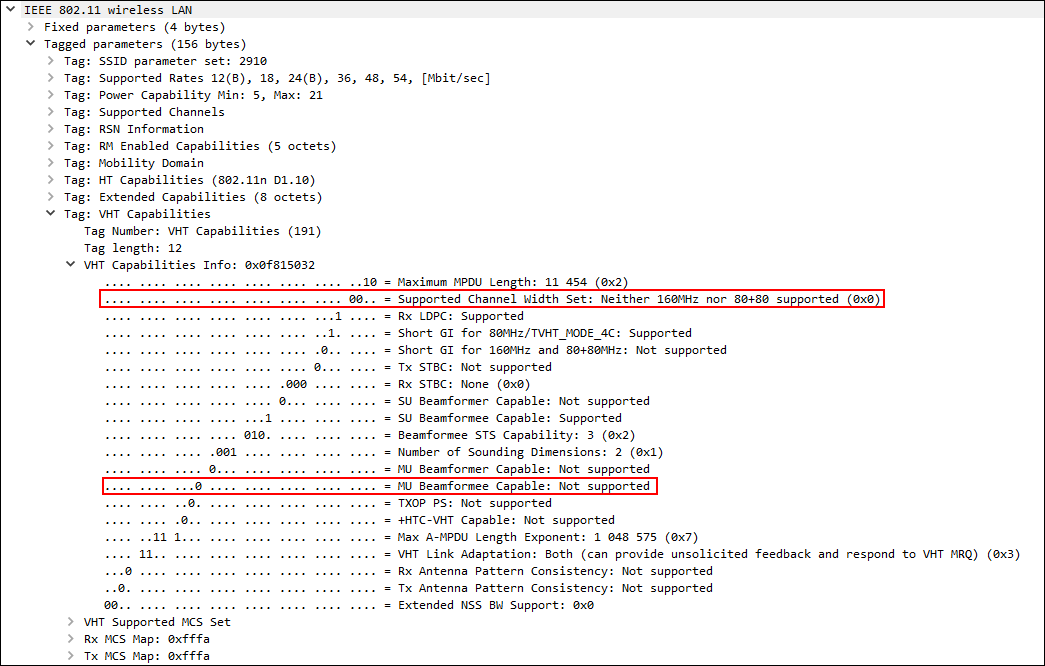 IEEE 802.11 wireless LAN
Fixed parameters (4 bytes)
Tagged parameters (156 bytes)
Tag: SSID parameter set: 2910
Tag: Supported Rates 12(B), 18, 24(B), 36, 48, 54, [Mbit/sec]
Tag: Power Capability Min: 5, Max: 21
Tag: Supported Channels
Tag: RSN Information
Tag: RM Enabled Capabilities (5 octets)
Tag: Mobility Domain
Tag: HT Capabilities (802.11n D1.10)
Tag: Extended Capabilities (8 octets)
Tag: VHT Capabilities
Tag Number: VHT Capabilities (191)
Tag length: 12
VHT Capabilities Info: 0x0f815032
.... .... .... .... .... .... .... ..10 = Maximum MPDU Length: 11 454 (0x2)
.... .... .... .... .... .... .... 00.. = Supported Channel Width Set: Neither 160MHz nor 80+80 supported (0x0)
.... .... .... .... .... .... ...1 .... = Rx LDPC: Supported
.... .... .... .... .... .... ..1. .... = Short GI for 80MHz/TVHT_MODE_4C: Supported
.... .... .... .... .... .... .0.. .... = Short GI for 160MHz and 80+80MHz: Not supported
.... .... .... .... .... .... 0... .... = Tx STBC: Not supported
.... .... .... .... .... .000 .... .... = Rx STBC: None (0x0)
.... .... .... .... .... 0... .... .... = SU Beamformer Capable: Not supported
.... .... .... .... ...1 .... .... .... = SU Beamformee Capable: Supported
.... .... .... .... 010. .... .... .... = Beamformee STS Capability: 3 (0x2)
.... .... .... .001 .... .... .... .... = Number of Sounding Dimensions: 2 (0x1)
.... .... .... 0... .... .... .... .... = MU Beamformer Capable: Not supported
.... .... ...0 .... .... .... .... .... = MU Beamformee Capable: Not supported
.... .... ..0. .... .... .... .... .... = TXOP PS: Not supported
.... .... .0.. .... .... .... .... .... = +HTC-VHT Capable: Not supported
.... ..11 1... .... .... .... .... .... = Max A-MPDU Length Exponent: 1 048 575 (0x7)
.... 11.. .... .... .... .... .... .... = VHT Link Adaptation: Both (can provide unsolicited feedback and respond to VHT MRQ) (0x3)
...0 .... .... .... .... .... .... .... = Rx Antenna Pattern Consistency: Not supported
..0. .... .... .... .... .... .... .... = Tx Antenna Pattern Consistency: Not supported
00.. .... .... .... .... .... .... .... = Extended NSS BW Support: 0x0
VHT Supported MCS Set
Rx MCS Map: 0xfffa
Tx MCS Map: 0xfffa